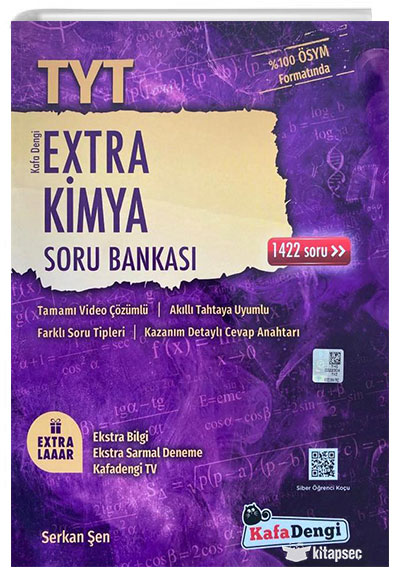 TYT
%100 ÖSYM
Formatında
Kafa Dengi
EXTRA
KİMYA
SORU BANKASI
1422 soru >>
Tamamı Video Çözümlü | Akıllı Tahtaya Uyumlu
Farklı Soru Tipleri | Kazanım Detaylı Cevap Anahtarı
EXTRA
LAAAR
Ekstra Bilgi
Ekstra Sarmal Deneme
Kafadengi TV
Siber Öğrenci Koçu
Serkan Şen
KafaDengi
kitapsec